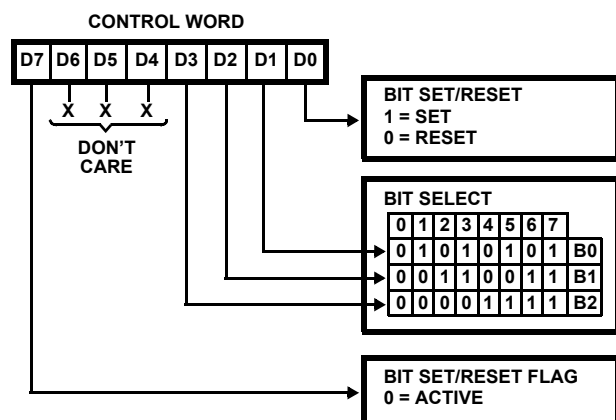 CONTROL WORD
D7 D6 D5 D4 D3 D2 D1 D0
X X X
DON'T
CARE
BIT SET/RESET
1 = SET
0 = RESET
BIT SELECT
0 1 2 3 4 5 6 7
0 1 0 1 0 1 0 1 B0
0 0 1 1 0 0 1 1 B1
0 0 0 0 1 1 1 1 B2
BIT SET/RESET FLAG
0 = ACTIVE